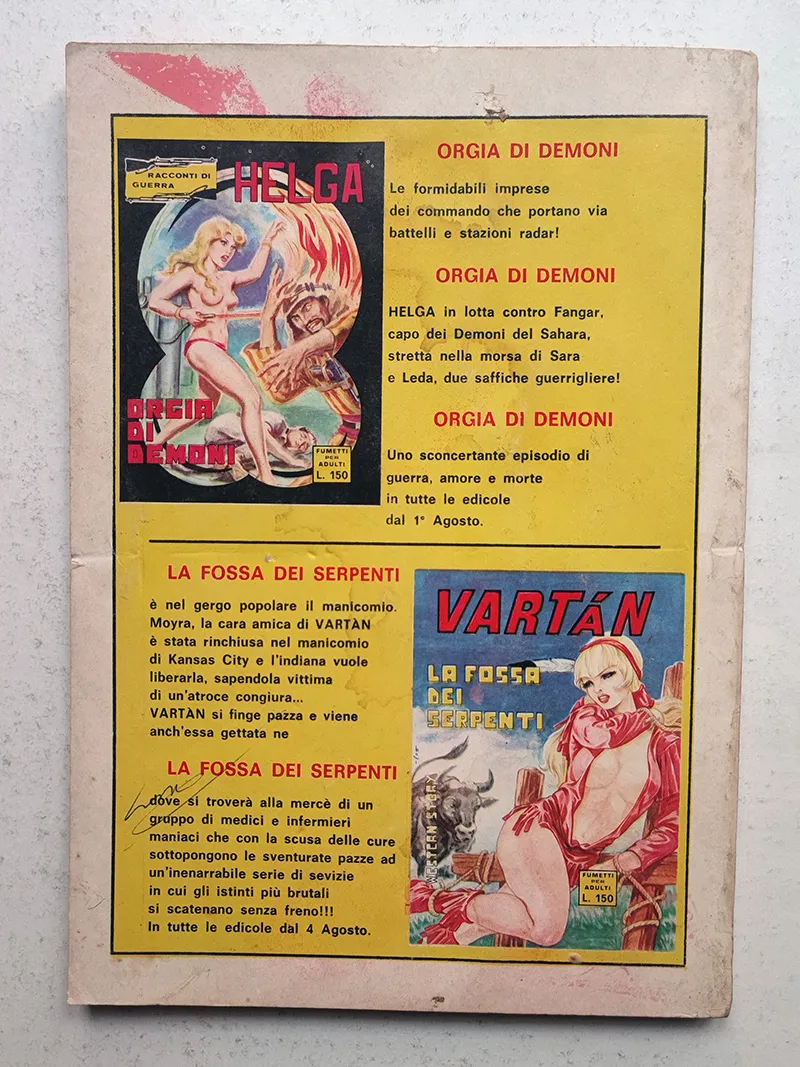 RACCONTI DI
GUERRA
HELGA
ORGIA
DI
DEMONI
FUMETTI
PER
ADULTI
L. 150
ORGIA DI DEMONI
Le formidabili imprese
dei commando che portano via
battelli e stazioni radar!
ORGIA DI DEMONI
HELGA in lotta contro Fangar,
capo dei Demoni del Sahara,
stretta nella morsa di Sara
e Leda, due saffiche guerrigliere!
ORGIA DI DEMONI
Uno sconcertante episodio di
guerra, amore e morte
in tutte le edicole
dal 1° Agosto.
LA FOSSA DEI SERPENTI
è nel gergo popolare il manicomio.
Moyra, la cara amica di VARTÀN
è stata rinchiusa nel manicomio
di Kansas City e l'indiana vuole
liberarla, sapendola vittima
di un'atroce congiura...
VARTÀN si finge pazza e viene
anch'essa gettata ne
LA FOSSA DEI SERPENTI
dove si troverà alla mercè di un
gruppo di medici e infermieri
maniaci che con la scusa delle cure
sottopongono le sventurate pazze ad
un'inenarrabile serie di sevizie
in cui gli istinti più brutali
si scatenano senza freno!!!
In tutte le edicole dal 4 Agosto.
VARTÁN
LA FOSSA
DEI
SERPENTI
WESTERN STORY
FUMETTI
PER
ADULTI
L. 150